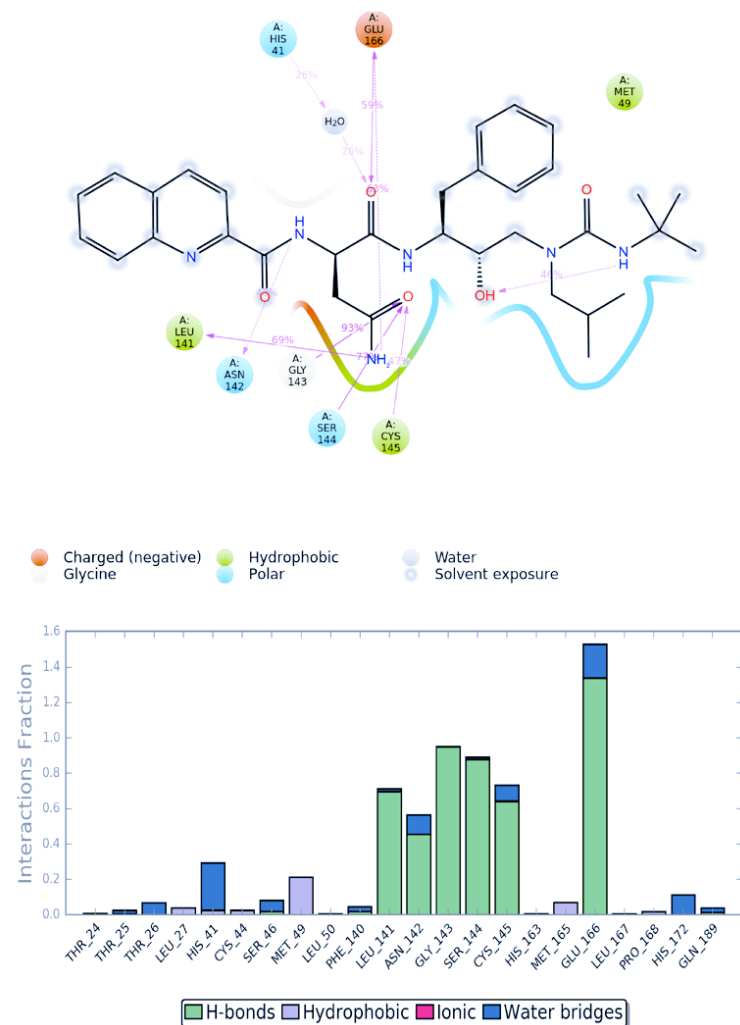 A:
GLU
166
A:
HIS
41
A:
MET
49
26%
59%
H₂O
26%
O
O
H
N
O
N
H
N
N
H
N
O
OH
46%
O
A:
LEU
141
69%
93%
NH₂
47%
A:
ASN
142
A:
GLY
143
A:
SER
144
A:
CYS
145
Charged (negative) Hydrophobic Water
Glycine Polar Solvent exposure
1.6
1.4
1.2
1.0
0.8
0.6
0.4
0.2
0.0
Interactions Fraction
THR_24
THR_25
THR_26
LEU_27
HIS_41
CYS_44
SER_46
MET_49
LEU_50
PHE_140
LEU_141
ASN_142
GLY_143
SER_144
CYS_145
HIS_163
MET_165
GLU_166
LEU_167
PRO_168
HIS_172
GLN_189
H-bonds Hydrophobic Ionic Water bridges